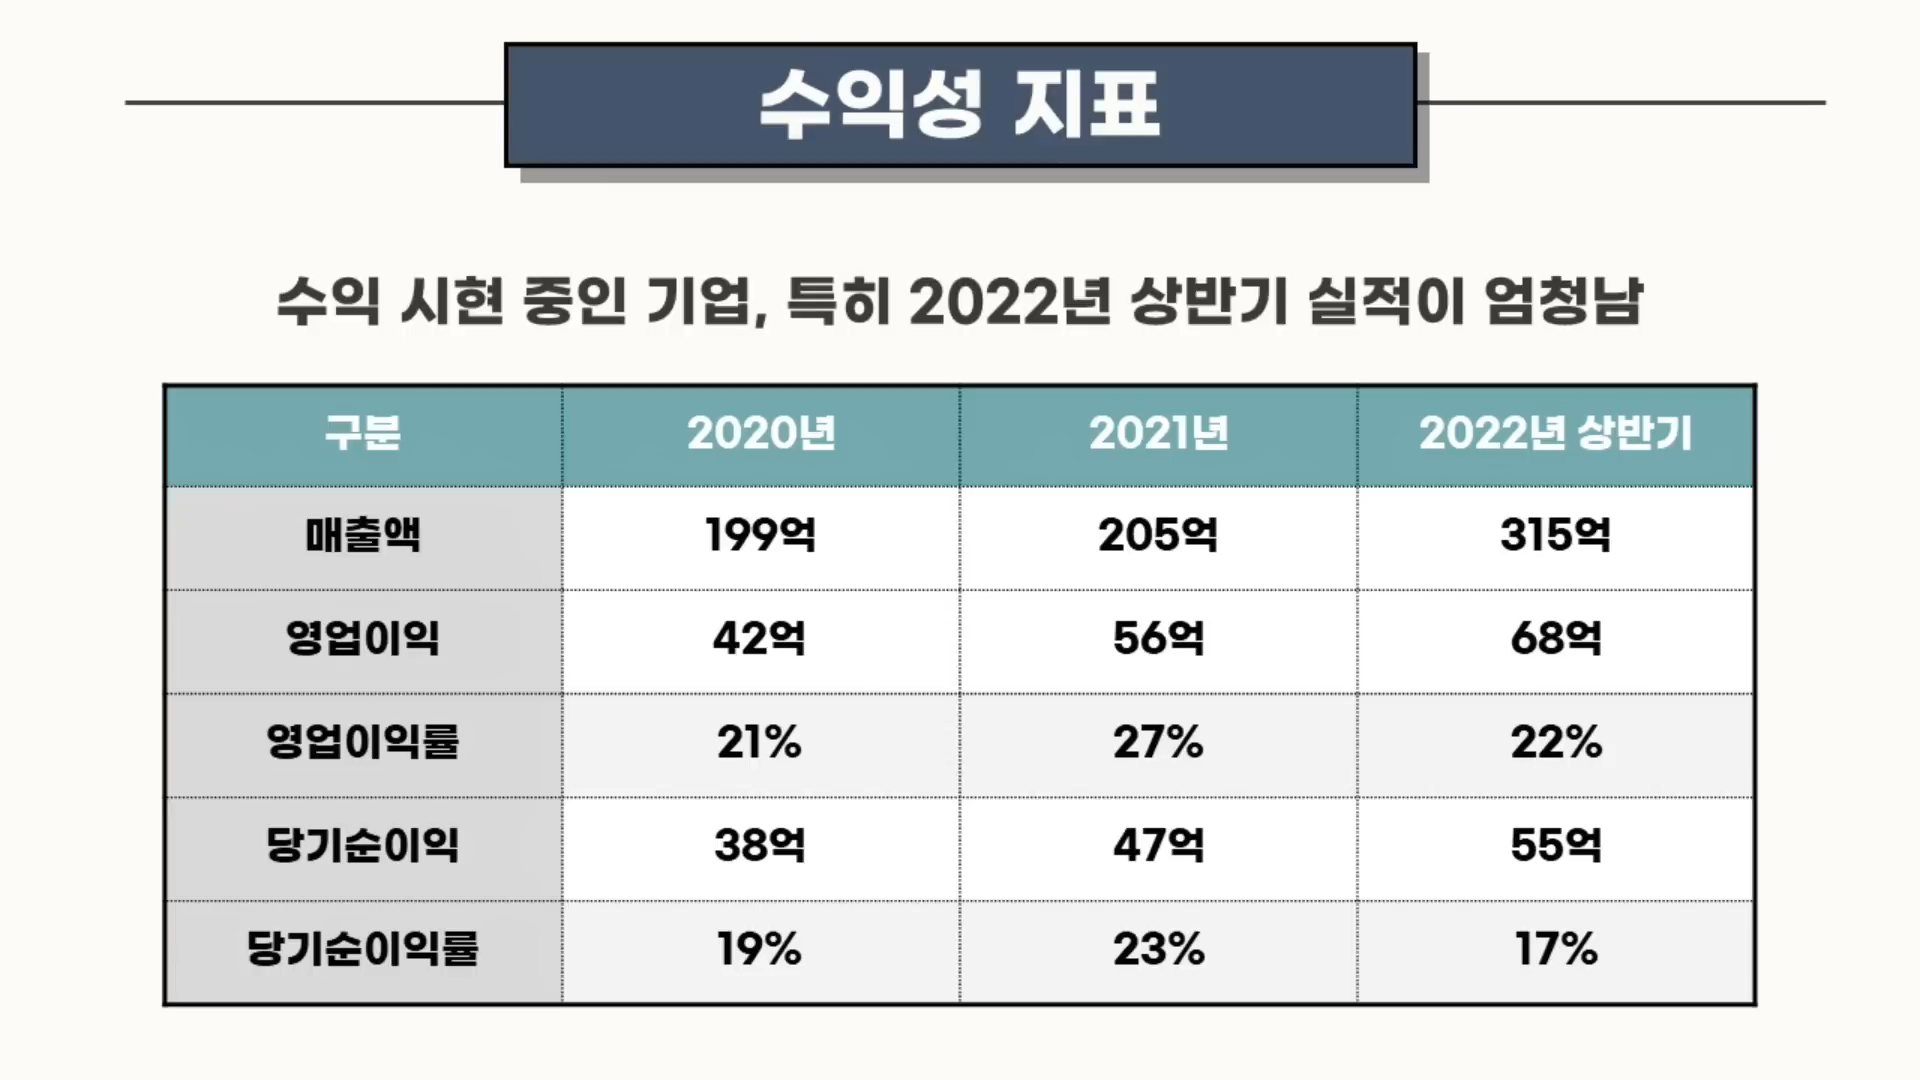 수익성 지표
수익 시현 중인 기업, 특히 2022년 상반기 실적이 엄청남
구분 2020년 2021년 2022년 상반기
매출액 199억 205억 315억
영업이익 42억 56억 68억
영업이익률 21% 27% 22%
당기순이익 38억 47억 55억
당기순이익률 19% 23% 17%